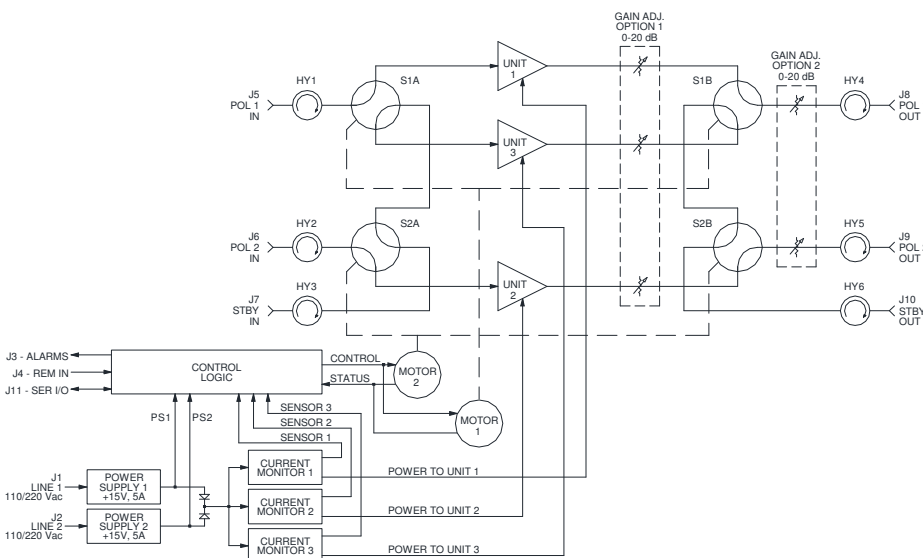 GAIN ADJ.
OPTION 1
0-20 dB
GAIN ADJ.
OPTION 2
0-20 dB
J5
POL 1
IN
HY1
S1A
UNIT
1
S1B
HY4
J8
POL
OUT
UNIT
3
J6
POL 2
IN
HY2
S2A
S2B
HY5
J9
POL
OUT
J7
STBY
IN
HY3
UNIT
2
HY6
J10
STBY
OUT
J3 - ALARMS
J4 - REM IN
J11 - SER I/O
CONTROL
LOGIC
CONTROL
STATUS
MOTOR
2
MOTOR
1
PS1
PS2
SENSOR 3
SENSOR 2
SENSOR 1
J1
LINE 1
110/220 Vac
POWER
SUPPLY 1
+15V, 5A
CURRENT
MONITOR 1
POWER TO UNIT 1
J2
LINE 2
110/220 Vac
POWER
SUPPLY 2
+15V, 5A
CURRENT
MONITOR 2
POWER TO UNIT 2
CURRENT
MONITOR 3
POWER TO UNIT 3